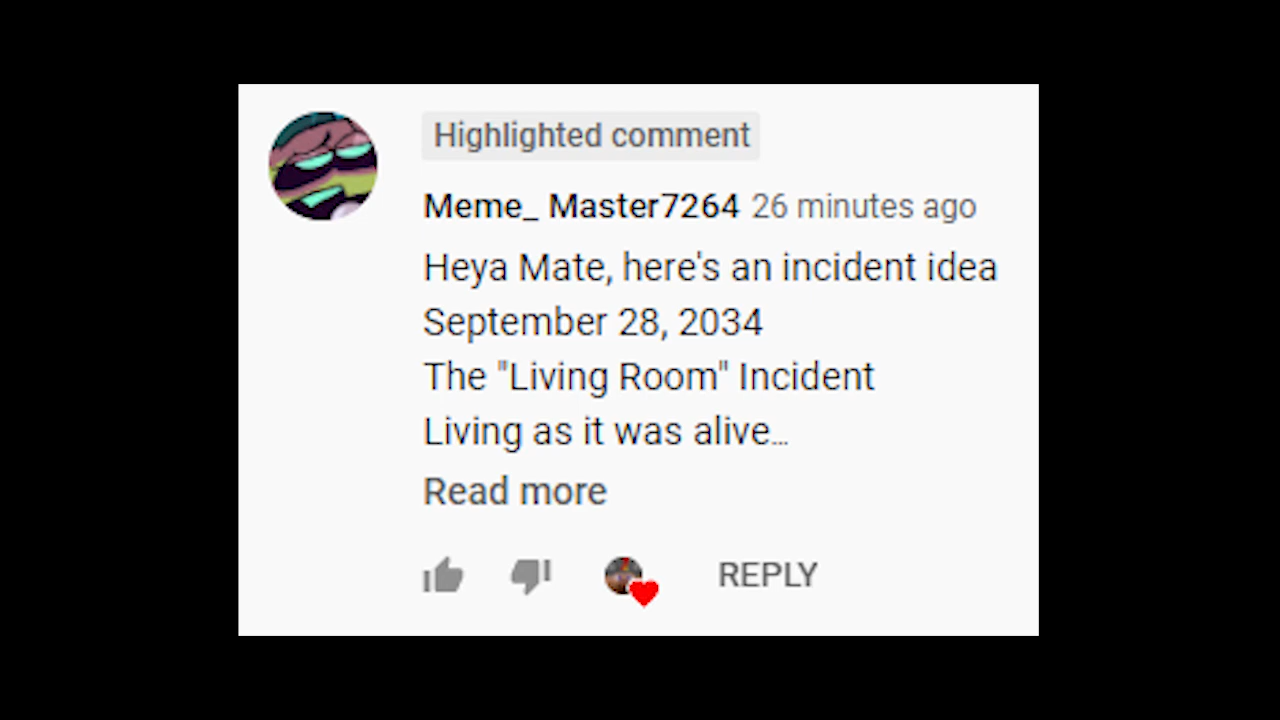 Highlighted comment
Meme_ Master7264 26 minutes ago
Heya Mate, here's an incident idea
September 28, 2034
The "Living Room" Incident
Living as it was alive…
Read more
REPLY